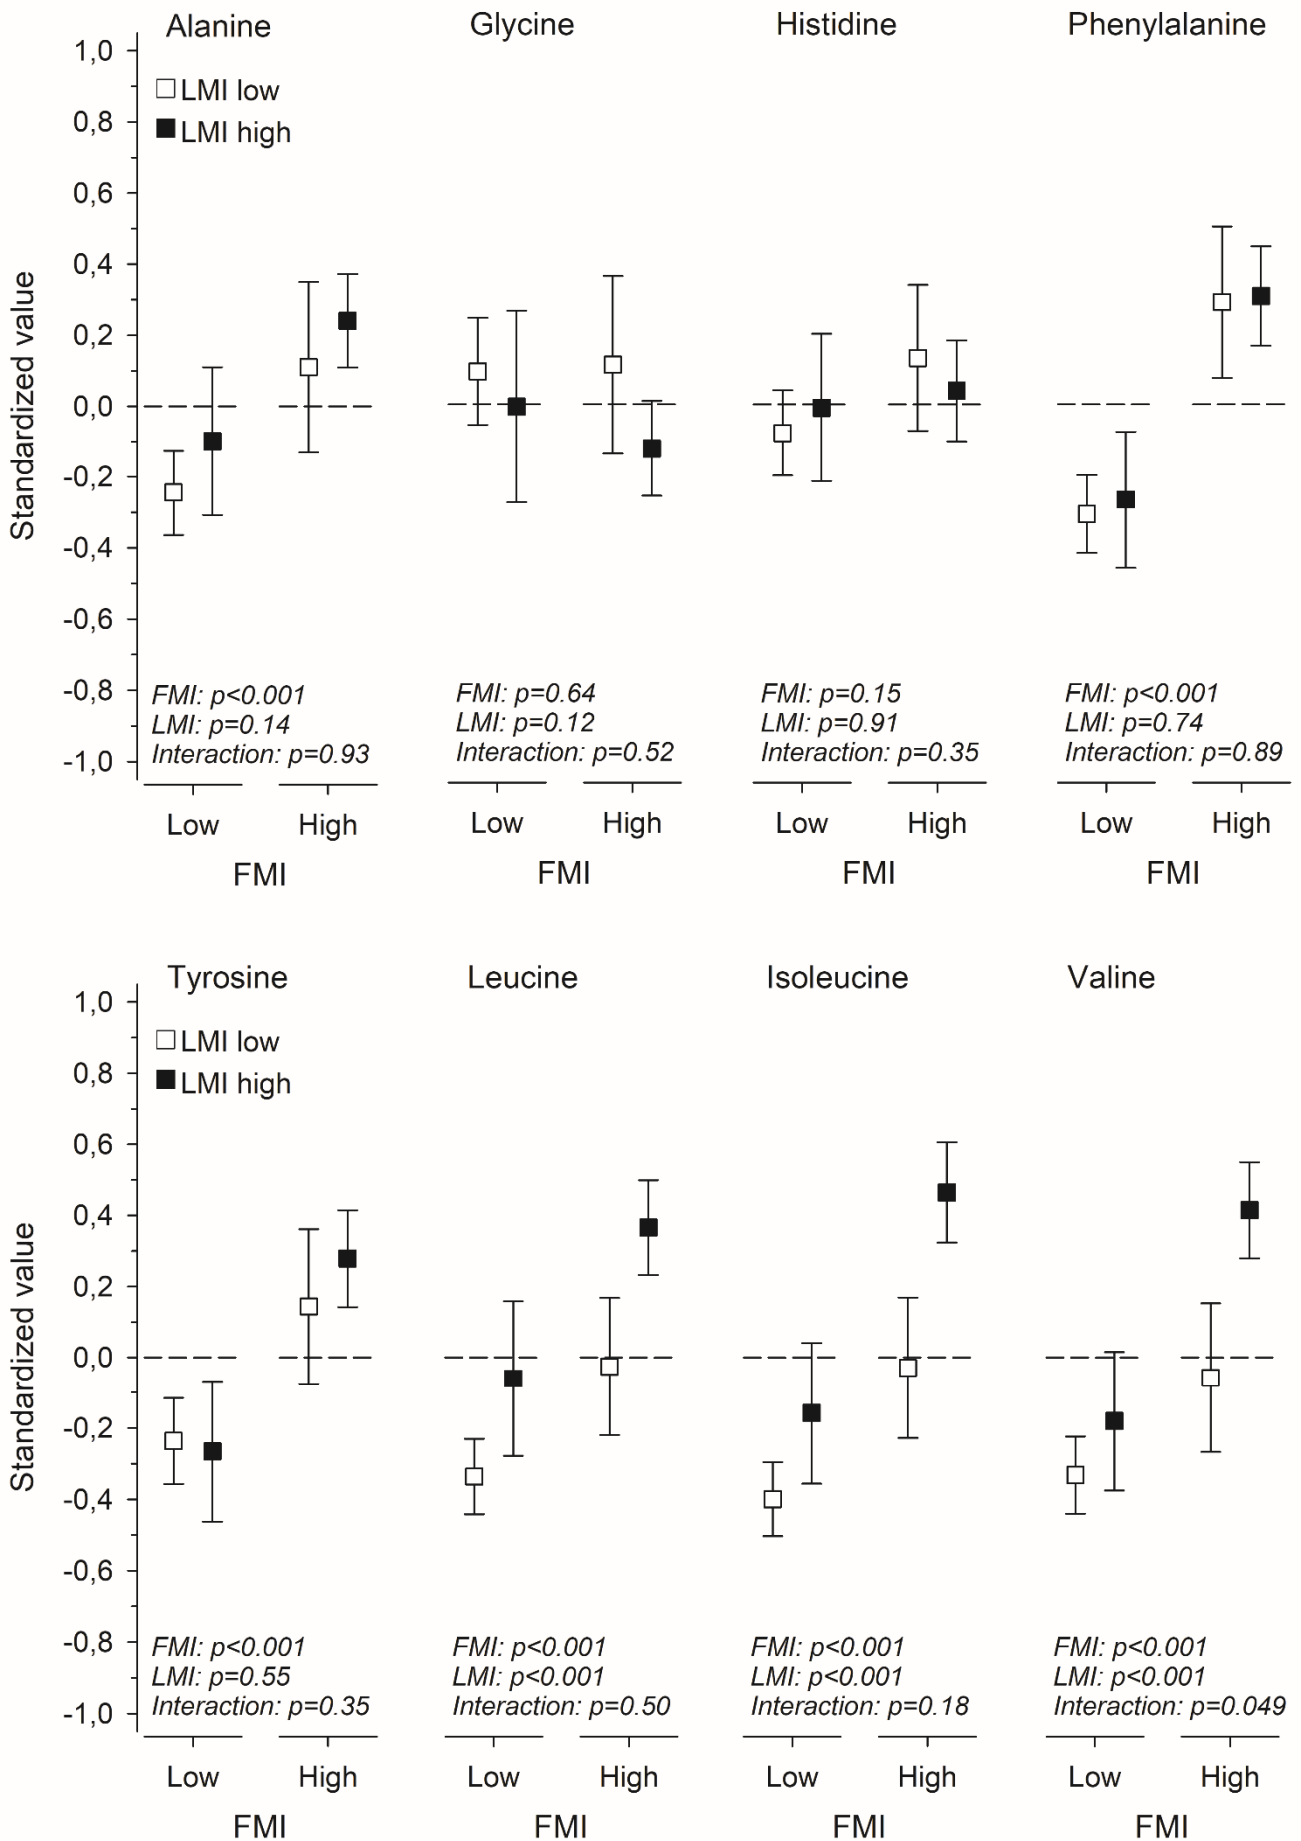 Alanine Glycine Histidine Phenylalanine
LMI low
LMI high
Standardized value
1,0
0,8
0,6
0,4
0,2
0,0
-0,2
-0,4
-0,6
-0,8
-1,0
FMI: p<0.001
LMI: p=0.14
Interaction: p=0.93
FMI: p=0.64
LMI: p=0.12
Interaction: p=0.52
FMI: p=0.15
LMI: p=0.91
Interaction: p=0.35
FMI: p<0.001
LMI: p=0.74
Interaction: p=0.89
Low High Low High Low High Low High
FMI FMI FMI FMI
Tyrosine Leucine Isoleucine Valine
LMI low
LMI high
Standardized value
1,0
0,8
0,6
0,4
0,2
0,0
-0,2
-0,4
-0,6
-0,8
-1,0
FMI: p<0.001
LMI: p=0.55
Interaction: p=0.35
FMI: p<0.001
LMI: p<0.001
Interaction: p=0.50
FMI: p<0.001
LMI: p<0.001
Interaction: p=0.18
FMI: p<0.001
LMI: p<0.001
Interaction: p=0.049
Low High Low High Low High Low High
FMI FMI FMI FMI